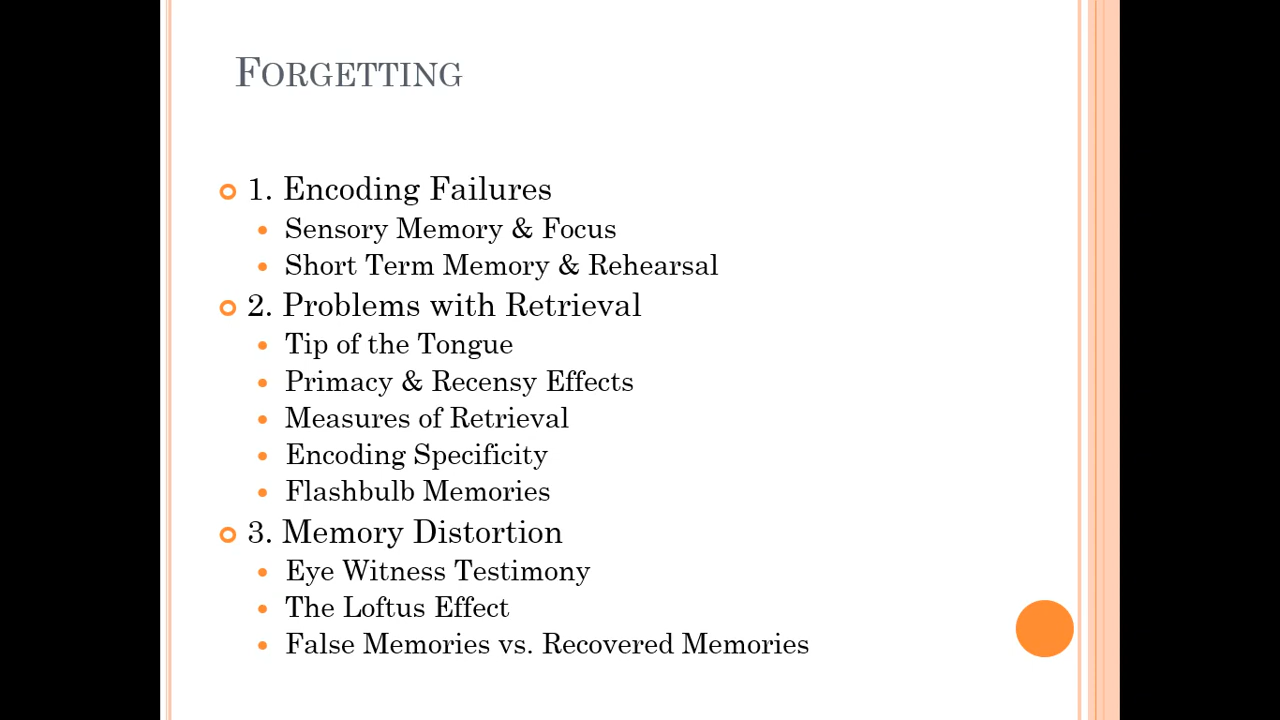 FORGETTING
1. Encoding Failures
Sensory Memory & Focus
Short Term Memory & Rehearsal
2. Problems with Retrieval
Tip of the Tongue
Primacy & Recensy Effects
Measures of Retrieval
Encoding Specificity
Flashbulb Memories
3. Memory Distortion
Eye Witness Testimony
The Loftus Effect
False Memories vs. Recovered Memories